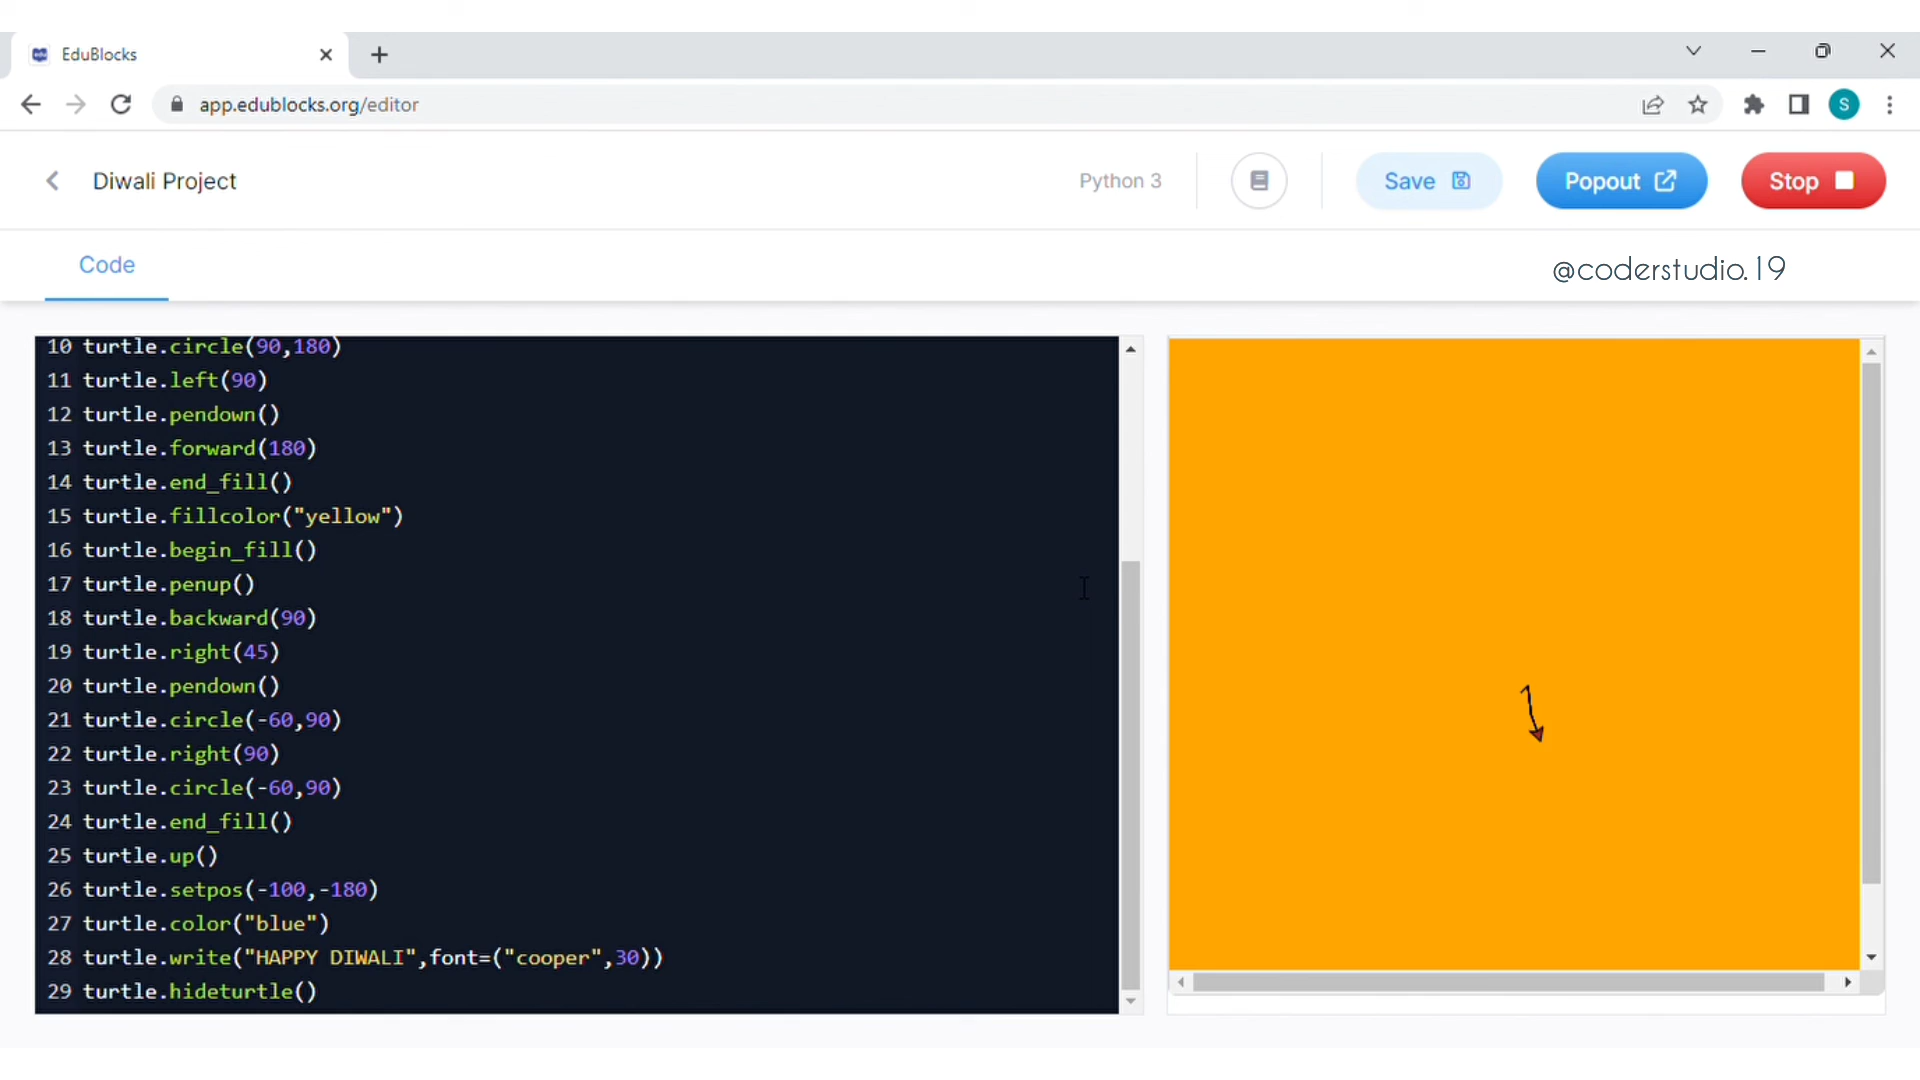 EduBlocks
app.edublocks.org/editor
S
Diwali Project
Python 3
Save
Popout
Stop
Code
@coderstudio.19
10 turtle.circle(90,180)
11 turtle.left(90)
12 turtle.pendown()
13 turtle.forward(180)
14 turtle.end_fill()
15 turtle.fillcolor("yellow")
16 turtle.begin_fill()
17 turtle.penup()
18 turtle.backward(90)
19 turtle.right(45)
20 turtle.pendown()
21 turtle.circle(-60,90)
22 turtle.right(90)
23 turtle.circle(-60,90)
24 turtle.end_fill()
25 turtle.up()
26 turtle.setpos(-100,-180)
27 turtle.color("blue")
28 turtle.write("HAPPY DIWALI",font=("cooper",30))
29 turtle.hideturtle()